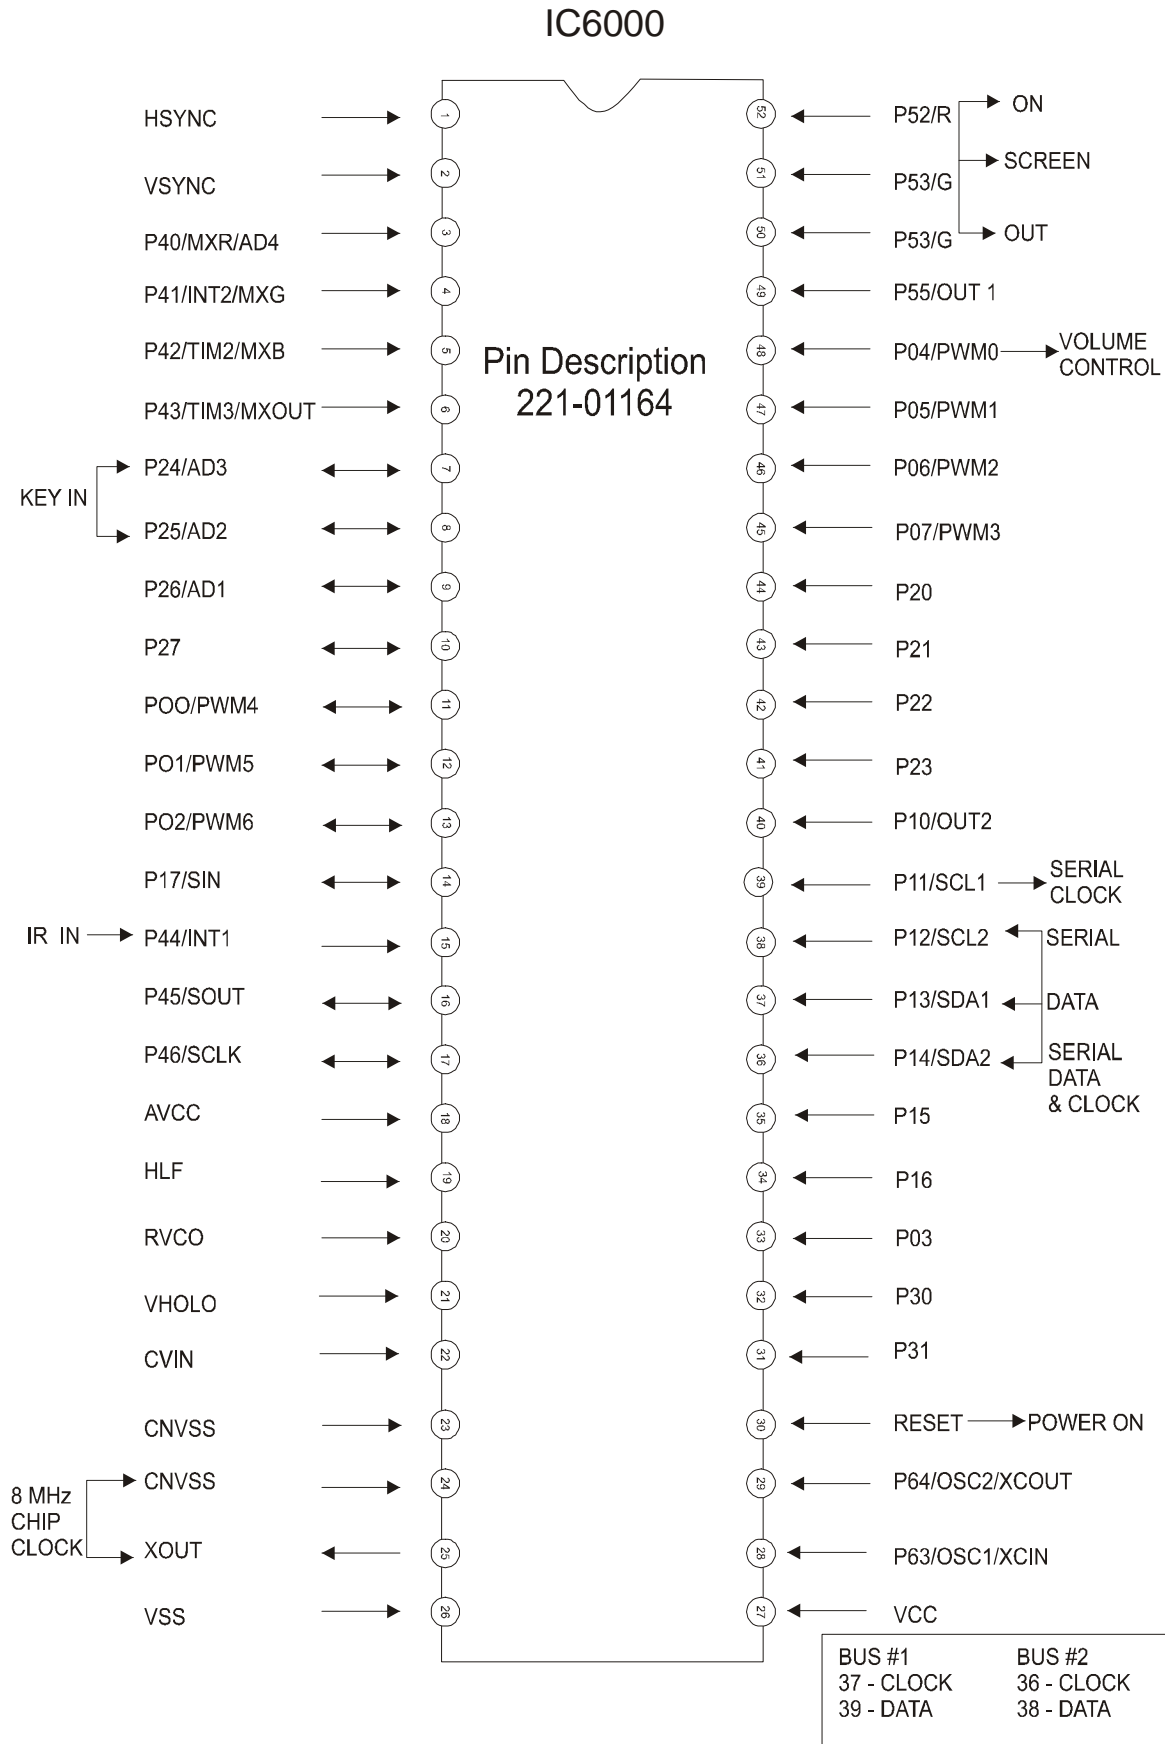 IC6000
HSYNC 1 52 P52/R ON
VSYNC 2 51 P53/G SCREEN
P40/MXR/AD4 3 50 P53/G OUT
P41/INT2/MXG 4 49 P55/OUT 1
P42/TIM2/MXB 5 48 P04/PWM0 VOLUME
CONTROL
Pin Description
221-01164
P43/TIM3/MXOUT 6 47 P05/PWM1
P24/AD3 7 46 P06/PWM2
KEY IN
P25/AD2 8 45 P07/PWM3
P26/AD1 9 44 P20
P27 10 43 P21
POO/PWM4 11 42 P22
PO1/PWM5 12 41 P23
PO2/PWM6 13 40 P10/OUT2
P17/SIN 14 39 P11/SCL1 SERIAL
CLOCK
IR IN P44/INT1 15 38 P12/SCL2 SERIAL
P45/SOUT 16 37 P13/SDA1 DATA
P46/SCLK 17 36 P14/SDA2 SERIAL
DATA
& CLOCK
AVCC 18 35 P15
HLF 19 34 P16
RVCO 20 33 P03
VHOLO 21 32 P30
CVIN 22 31 P31
CNVSS 23 30 RESET POWER ON
CNVSS 24 29 P64/OSC2/XCOUT
8 MHz
CHIP
CLOCK
XOUT 25 28 P63/OSC1/XCIN
VSS 26 27 VCC
BUS #1 BUS #2
37 - CLOCK 36 - CLOCK
39 - DATA 38 - DATA